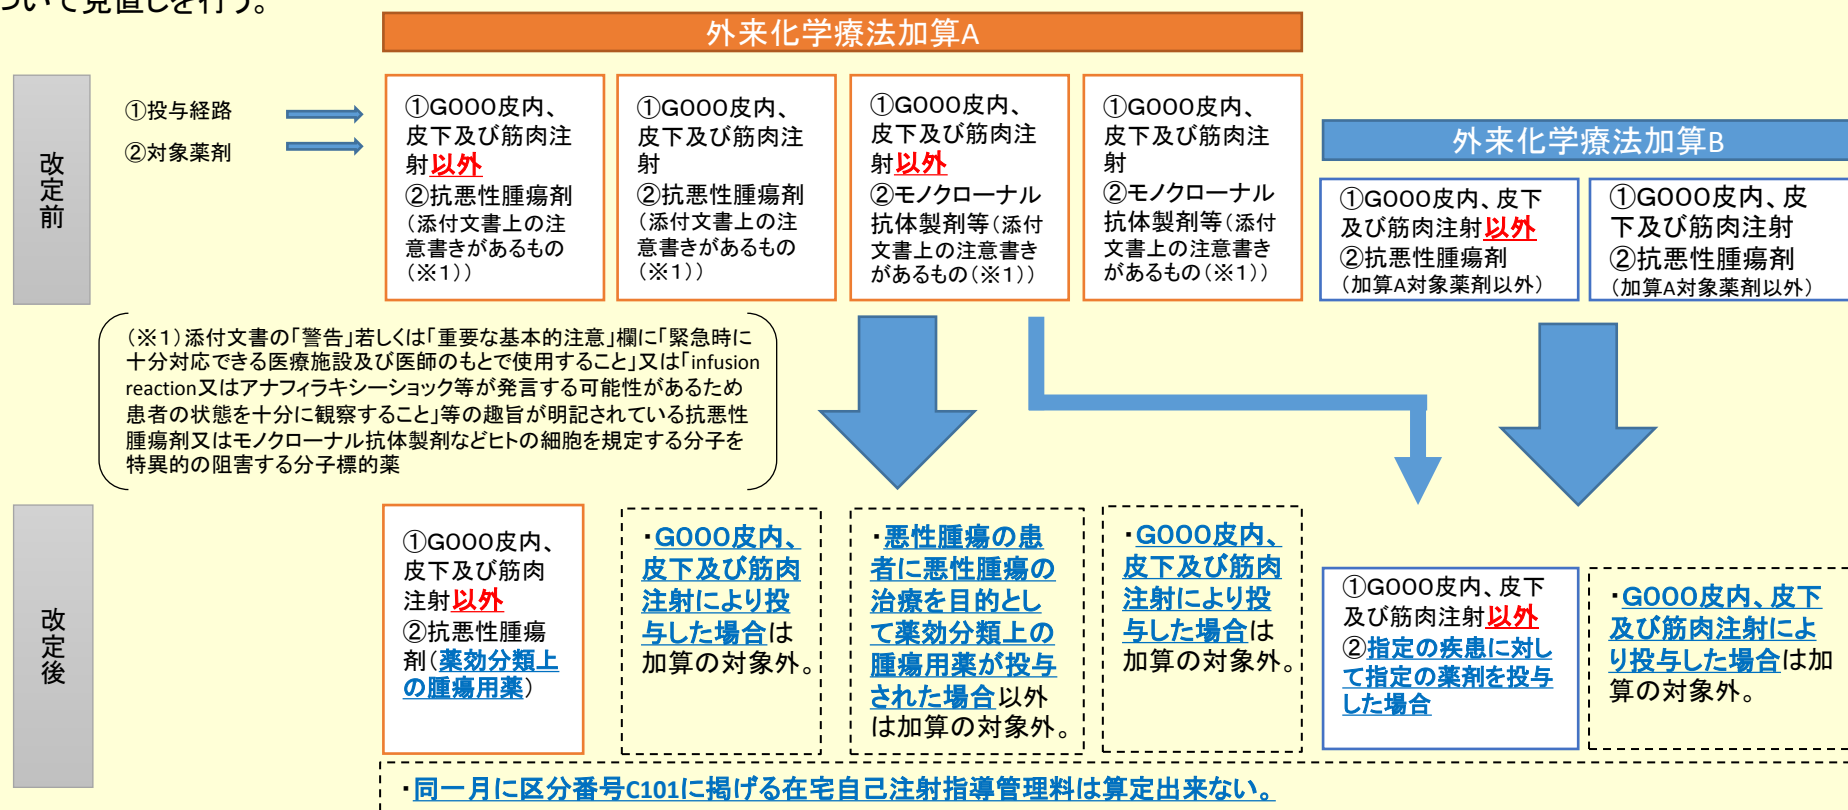 ついて見直しを行う。
外来化学療法加算A
改定前
①投与経路
②対象薬剤
①G000皮内、
皮下及び筋肉注
射以外
②抗悪性腫瘍剤
（添付文書上の注
意書きがあるもの
（※１））
①G000皮内、
皮下及び筋肉注
射
②抗悪性腫瘍剤
（添付文書上の注
意書きがあるもの
（※１））
①G000皮内、
皮下及び筋肉注
射以外
②モノクローナル
抗体製剤等（添付
文書上の注意書き
があるもの（※１））
①G000皮内、
皮下及び筋肉注
射
②モノクローナル
抗体製剤等（添付
文書上の注意書き
があるもの（※１））
外来化学療法加算B
①G000皮内、皮下
及び筋肉注射以外
②抗悪性腫瘍剤
（加算A対象薬剤以外）
①G000皮内、皮
下及び筋肉注射
②抗悪性腫瘍剤
（加算A対象薬剤以外）
（※１）添付文書の「警告」若しくは「重要な基本的注意」欄に「緊急時に
十分対応できる医療施設及び医師のもとで使用すること」又は「infusion
reaction又はアナフィラキシーショック等が発言する可能性があるため
患者の状態を十分に観察すること」等の趣旨が明記されている抗悪性
腫瘍剤又はモノクローナル抗体製剤などヒトの細胞を規定する分子を
特異的の阻害する分子標的薬
改定後
①G000皮内、
皮下及び筋肉
注射以外
②抗悪性腫瘍
剤（薬効分類上
の腫瘍用薬）
・G000皮内、
皮下及び筋肉
注射により投
与した場合は
加算の対象外。
・悪性腫瘍の患
者に悪性腫瘍の
治療を目的とし
て薬効分類上の
腫瘍用薬が投与
された場合以外
は加算の対象外。
・G000皮内、
皮下及び筋肉
注射により投
与した場合は
加算の対象外。
①G000皮内、皮下
及び筋肉注射以外
②指定の疾患に対し
て指定の薬剤を投与
した場合
・G000皮内、皮下
及び筋肉注射によ
り投与した場合は加
算の対象外。
・同一月に区分番号C101に掲げる在宅自己注射指導管理料は算定出来ない。